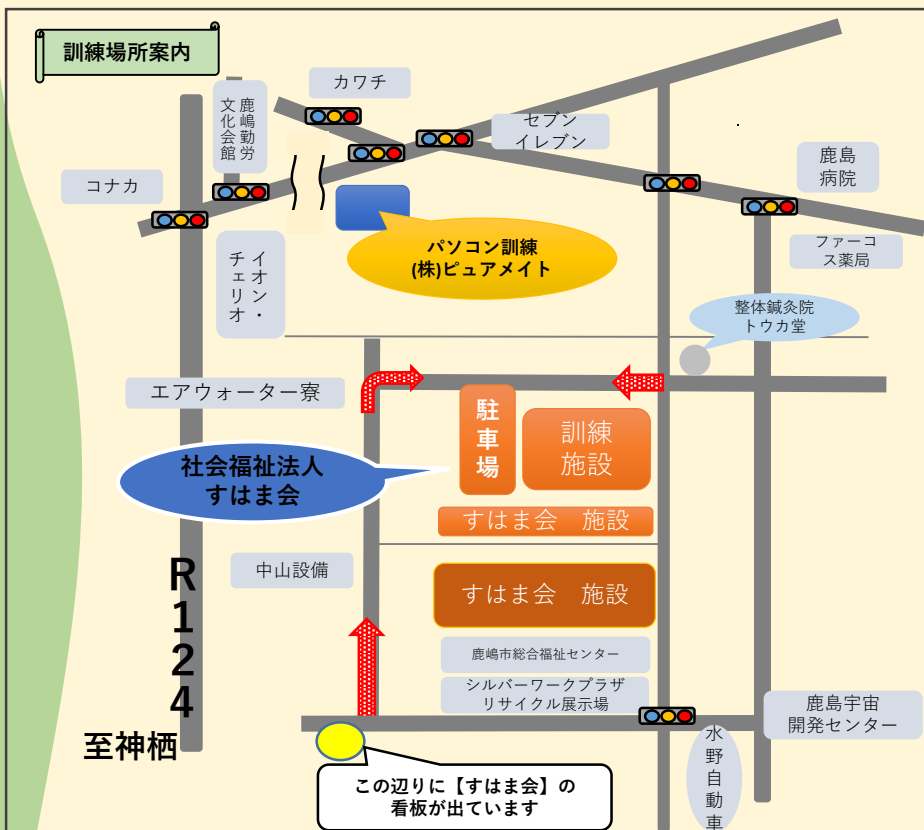 訓練場所案内
カワチ
鹿嶋勤労
文化会館
セブン
イレブン
鹿島
病院
コナカ
ファーコ
ス薬局
パソコン訓練
(株)ピュアメイト
イオン・
チェリオ
整体鍼灸院
トウカ堂
エアウォーター寮
駐車場
訓練
施設
社会福祉法人
すはま会
すはま会　施設
中山設備
すはま会　施設
R124
鹿嶋市総合福祉センター
シルバーワークプラザ
リサイクル展示場
鹿島宇宙
開発センター
至神栖
水野自動車
この辺りに【すはま会】の
看板が出ています